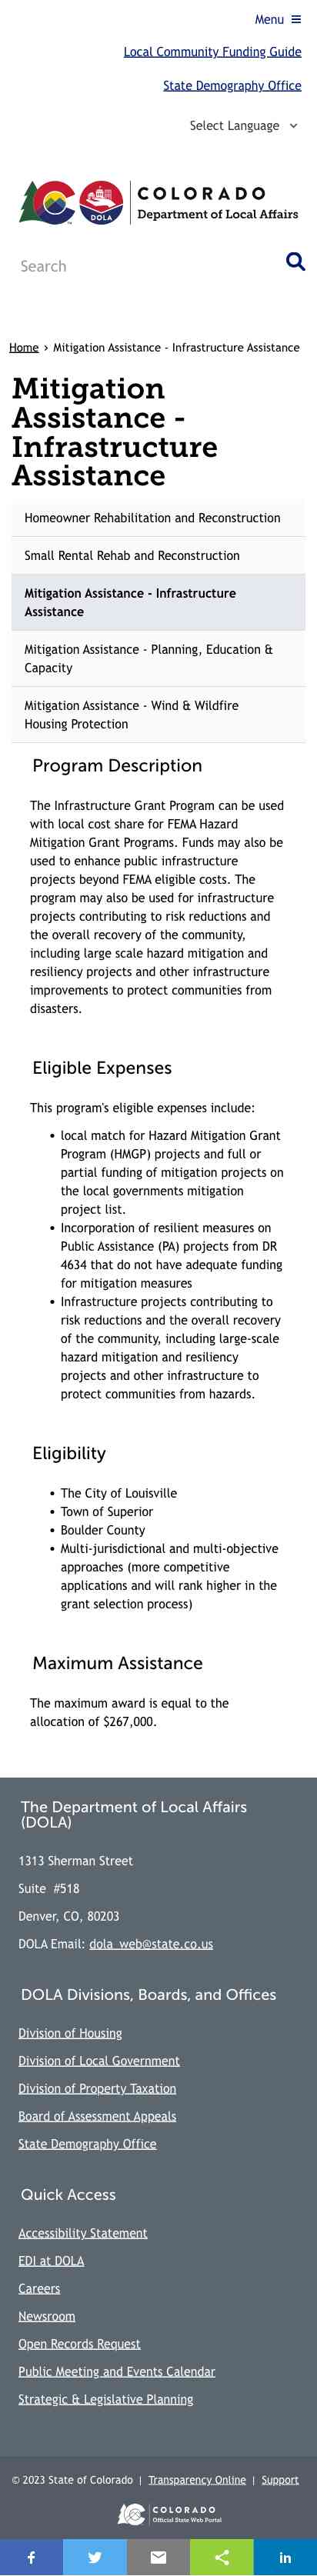 Menu
Local Community Funding Guide
State Demography Office
Select Language
DOLA
COLORADO
Department of Local Affairs
Search
Home › Mitigation Assistance - Infrastructure Assistance
Mitigation
Assistance -
Infrastructure
Assistance
Homeowner Rehabilitation and Reconstruction
Small Rental Rehab and Reconstruction
Mitigation Assistance - Infrastructure
Assistance
Mitigation Assistance - Planning, Education &
Capacity
Mitigation Assistance - Wind & Wildfire
Housing Protection
Program Description
The Infrastructure Grant Program can be used
with local cost share for FEMA Hazard
Mitigation Grant Programs. Funds may also be
used to enhance public infrastructure
projects beyond FEMA eligible costs. The
program may also be used for infrastructure
projects contributing to risk reductions and
the overall recovery of the community,
including large scale hazard mitigation and
resiliency projects and other infrastructure
improvements to protect communities from
disasters.
Eligible Expenses
This program's eligible expenses include:
• local match for Hazard Mitigation Grant
Program (HMGP) projects and full or
partial funding of mitigation projects on
the local governments mitigation
project list.
• Incorporation of resilient measures on
Public Assistance (PA) projects from DR
4634 that do not have adequate funding
for mitigation measures
• Infrastructure projects contributing to
risk reductions and the overall recovery
of the community, including large-scale
hazard mitigation and resiliency
projects and other infrastructure to
protect communities from hazards.
Eligibility
• The City of Louisville
• Town of Superior
• Boulder County
• Multi-jurisdictional and multi-objective
approaches (more competitive
applications and will rank higher in the
grant selection process)
Maximum Assistance
The maximum award is equal to the
allocation of $267,000.
The Department of Local Affairs
(DOLA)
1313 Sherman Street
Suite #518
Denver, CO, 80203
DOLA Email: dola_web@state.co.us
DOLA Divisions, Boards, and Offices
Division of Housing
Division of Local Government
Division of Property Taxation
Board of Assessment Appeals
State Demography Office
Quick Access
Accessibility Statement
EDI at DOLA
Careers
Newsroom
Open Records Request
Public Meeting and Events Calendar
Strategic & Legislative Planning
© 2023 State of Colorado | Transparency Online | Support
COLORADO
Official State Web Portal